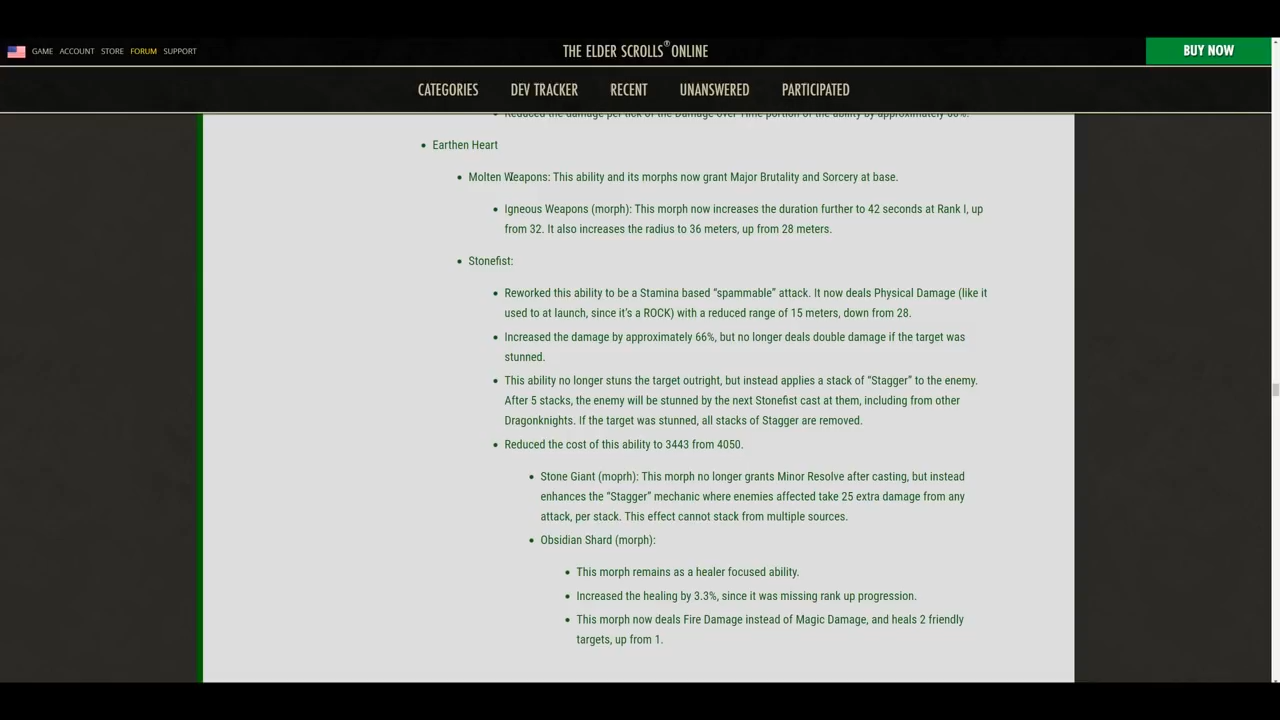 GAME ACCOUNT STORE FORUM SUPPORT
THE ELDER SCROLLS® ONLINE
BUY NOW
CATEGORIES DEV TRACKER RECENT UNANSWERED PARTICIPATED
Reduced the damage per tick of the Damage over Time portion of the ability by approximately
Earthen Heart
Molten Weapons: This ability and its morphs now grant Major Brutality and Sorcery at base.
Igneous Weapons (morph): This morph now increases the duration further to 42 seconds at Rank I, up
from 32. It also increases the radius to 36 meters, up from 28 meters.
Stonefist:
Reworked this ability to be a Stamina based “spammable” attack. It now deals Physical Damage (like it
used to at launch, since it’s a ROCK) with a reduced range of 15 meters, down from 28.
Increased the damage by approximately 66%, but no longer deals double damage if the target was
stunned.
This ability no longer stuns the target outright, but instead applies a stack of “Stagger” to the enemy.
After 5 stacks, the enemy will be stunned by the next Stonefist cast at them, including from other
Dragonknights. If the target was stunned, all stacks of Stagger are removed.
Reduced the cost of this ability to 3443 from 4050.
Stone Giant (moprh): This morph no longer grants Minor Resolve after casting, but instead
enhances the “Stagger” mechanic where enemies affected take 25 extra damage from any
attack, per stack. This effect cannot stack from multiple sources.
Obsidian Shard (morph):
This morph remains as a healer focused ability.
Increased the healing by 3.3%, since it was missing rank up progression.
This morph now deals Fire Damage instead of Magic Damage, and heals 2 friendly
targets, up from 1.